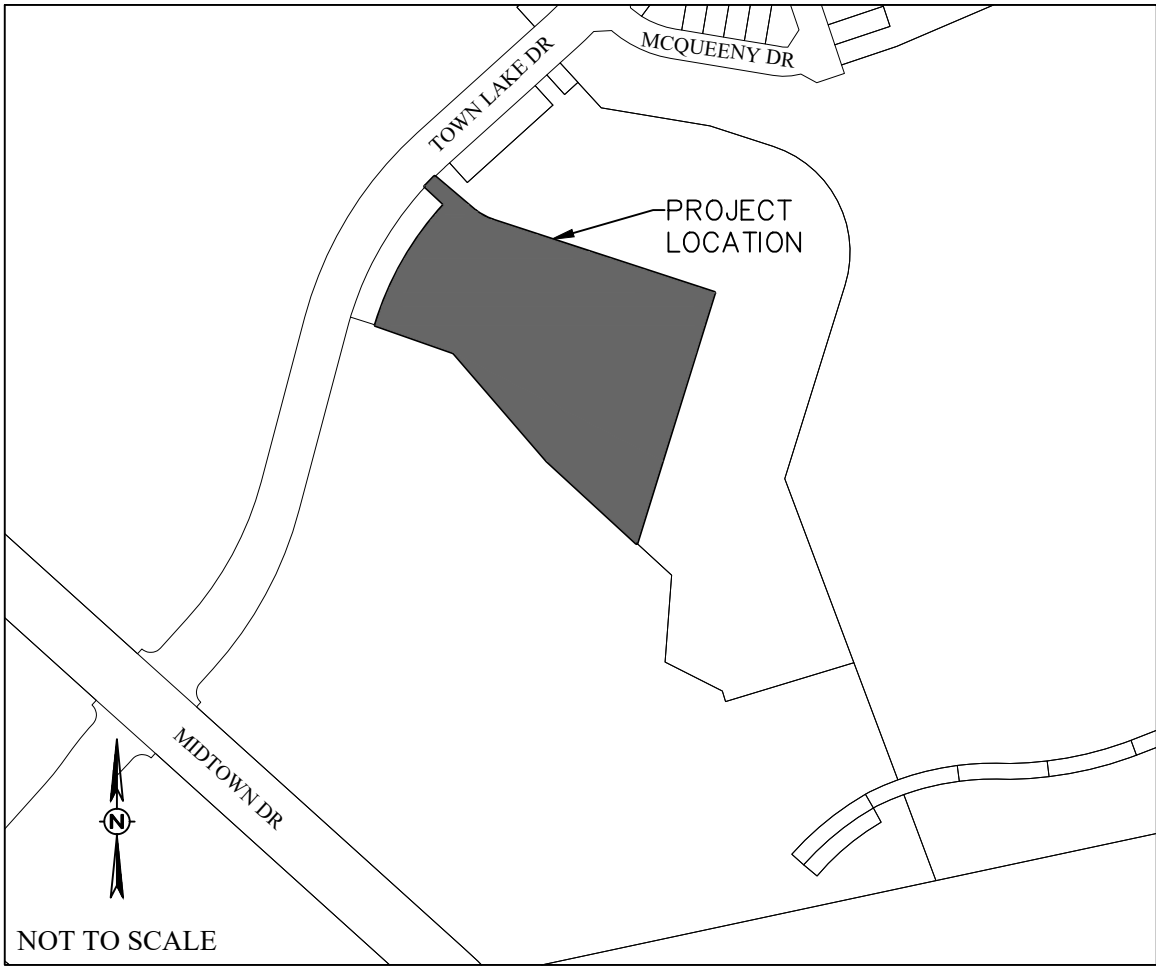 MCQUEENY DR
TOWN LAKE DR
PROJECT
LOCATION
MIDTOWN DR
N
NOT TO SCALE